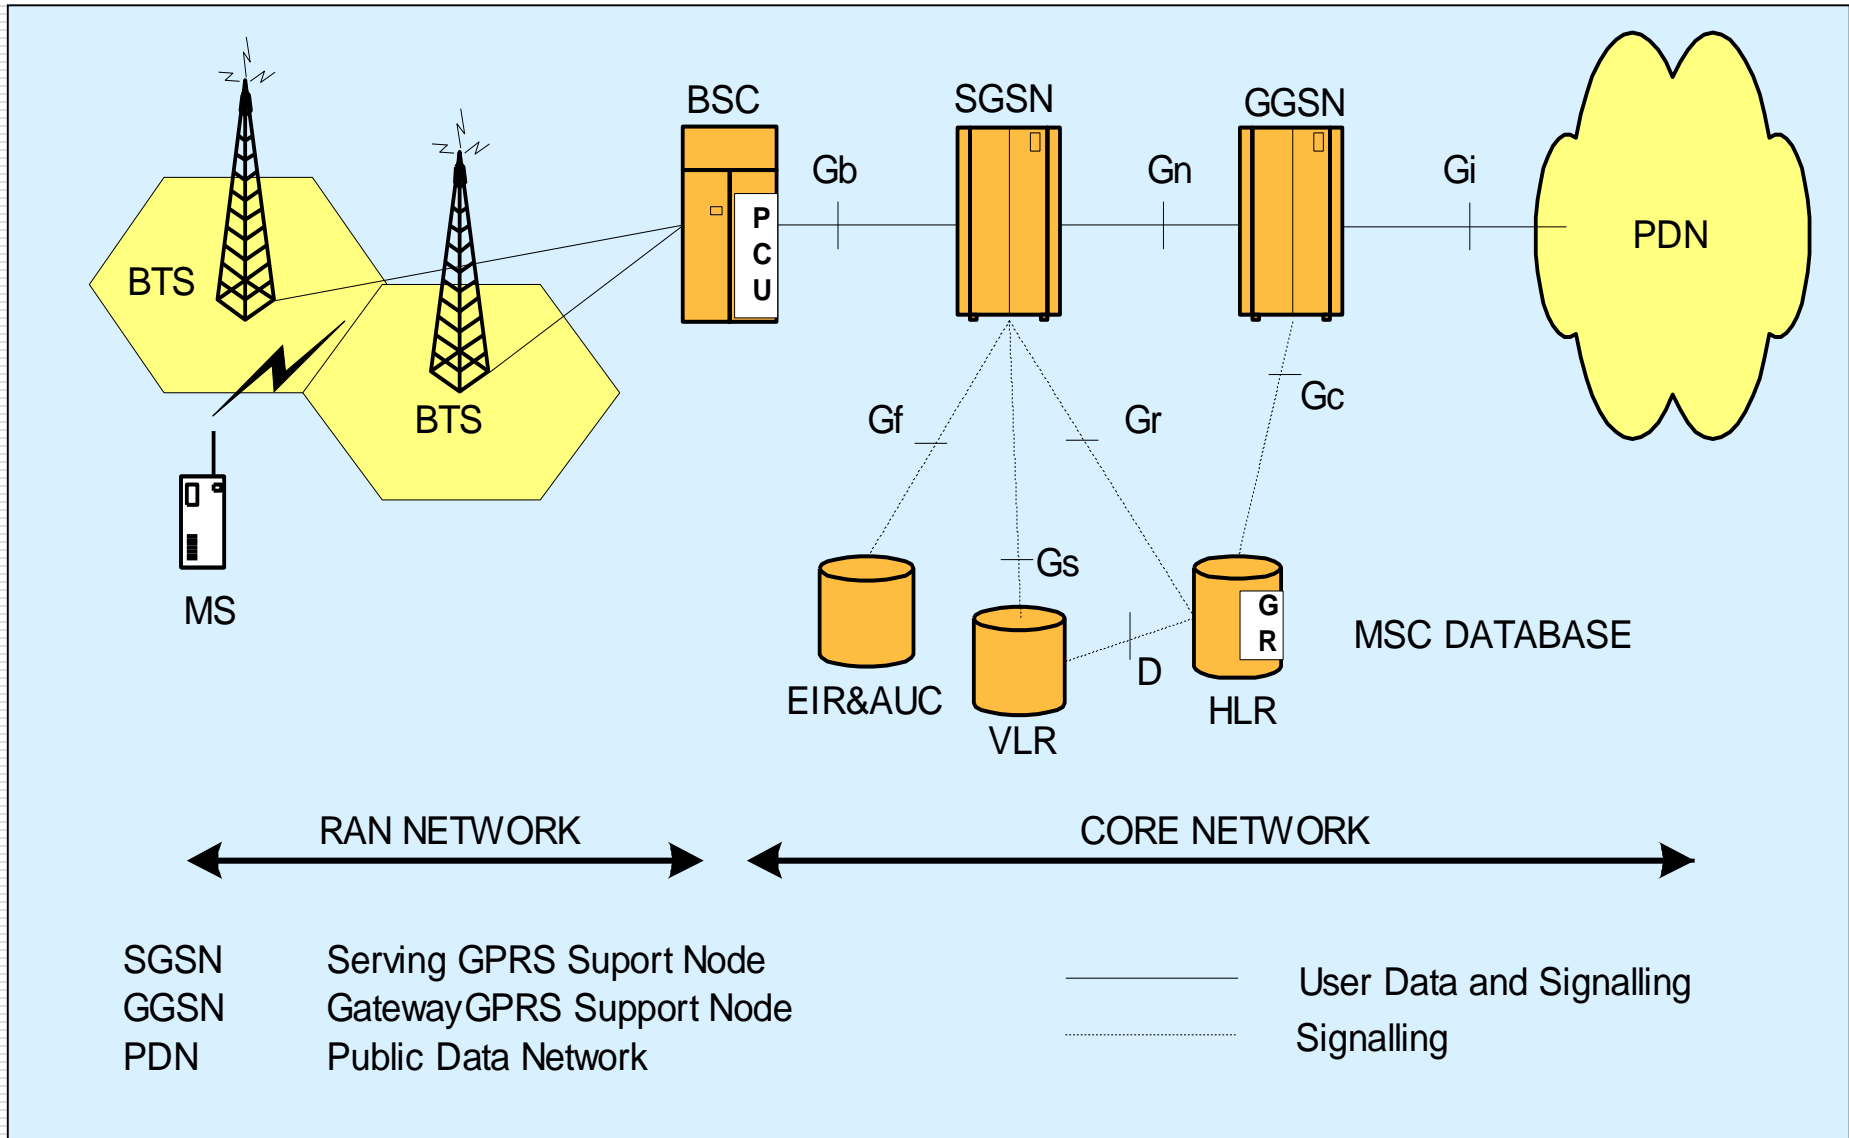 BSC
SGSN
GGSN
Gb
Gn
Gi
P
C
U
PDN
BTS
BTS
Gf
Gr
Gc
Gs
MS
G
R
MSC DATABASE
D
EIR&AUC
HLR
VLR
RAN NETWORK
CORE NETWORK
SGSN Serving GPRS Suport Node
GGSN GatewayGPRS Support Node
PDN Public Data Network
User Data and Signalling
Signalling